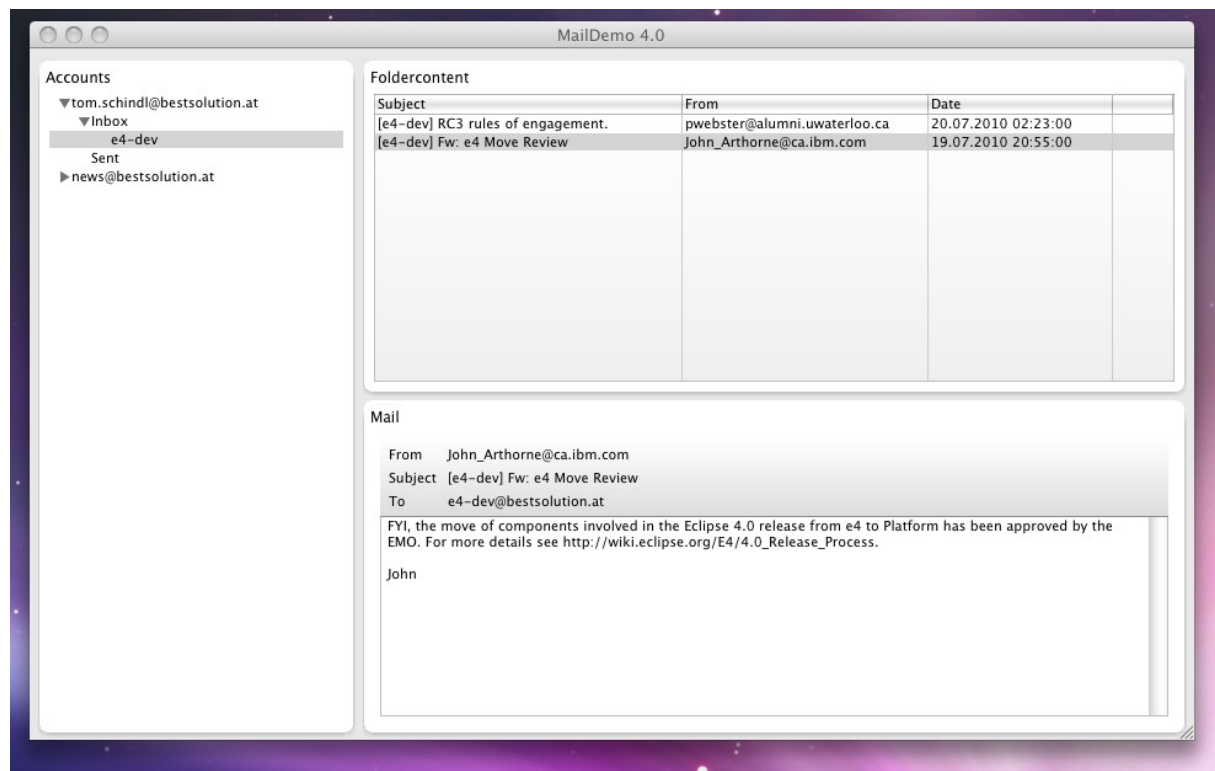 MailDemo 4.0
Accounts
tom.schindl@bestsolution.at
Inbox
e4-dev
Sent
news@bestsolution.at
Foldercontent
Subject From Date
[e4-dev] RC3 rules of engagement. pwebster@alumni.uwaterloo.ca 20.07.2010 02:23:00
[e4-dev] Fw: e4 Move Review John_Arthorne@ca.ibm.com 19.07.2010 20:55:00
Mail
From John_Arthorne@ca.ibm.com
Subject [e4-dev] Fw: e4 Move Review
To e4-dev@bestsolution.at
FYI, the move of components involved in the Eclipse 4.0 release from e4 to Platform has been approved by the
EMO. For more details see http://wiki.eclipse.org/E4/4.0_Release_Process.
John